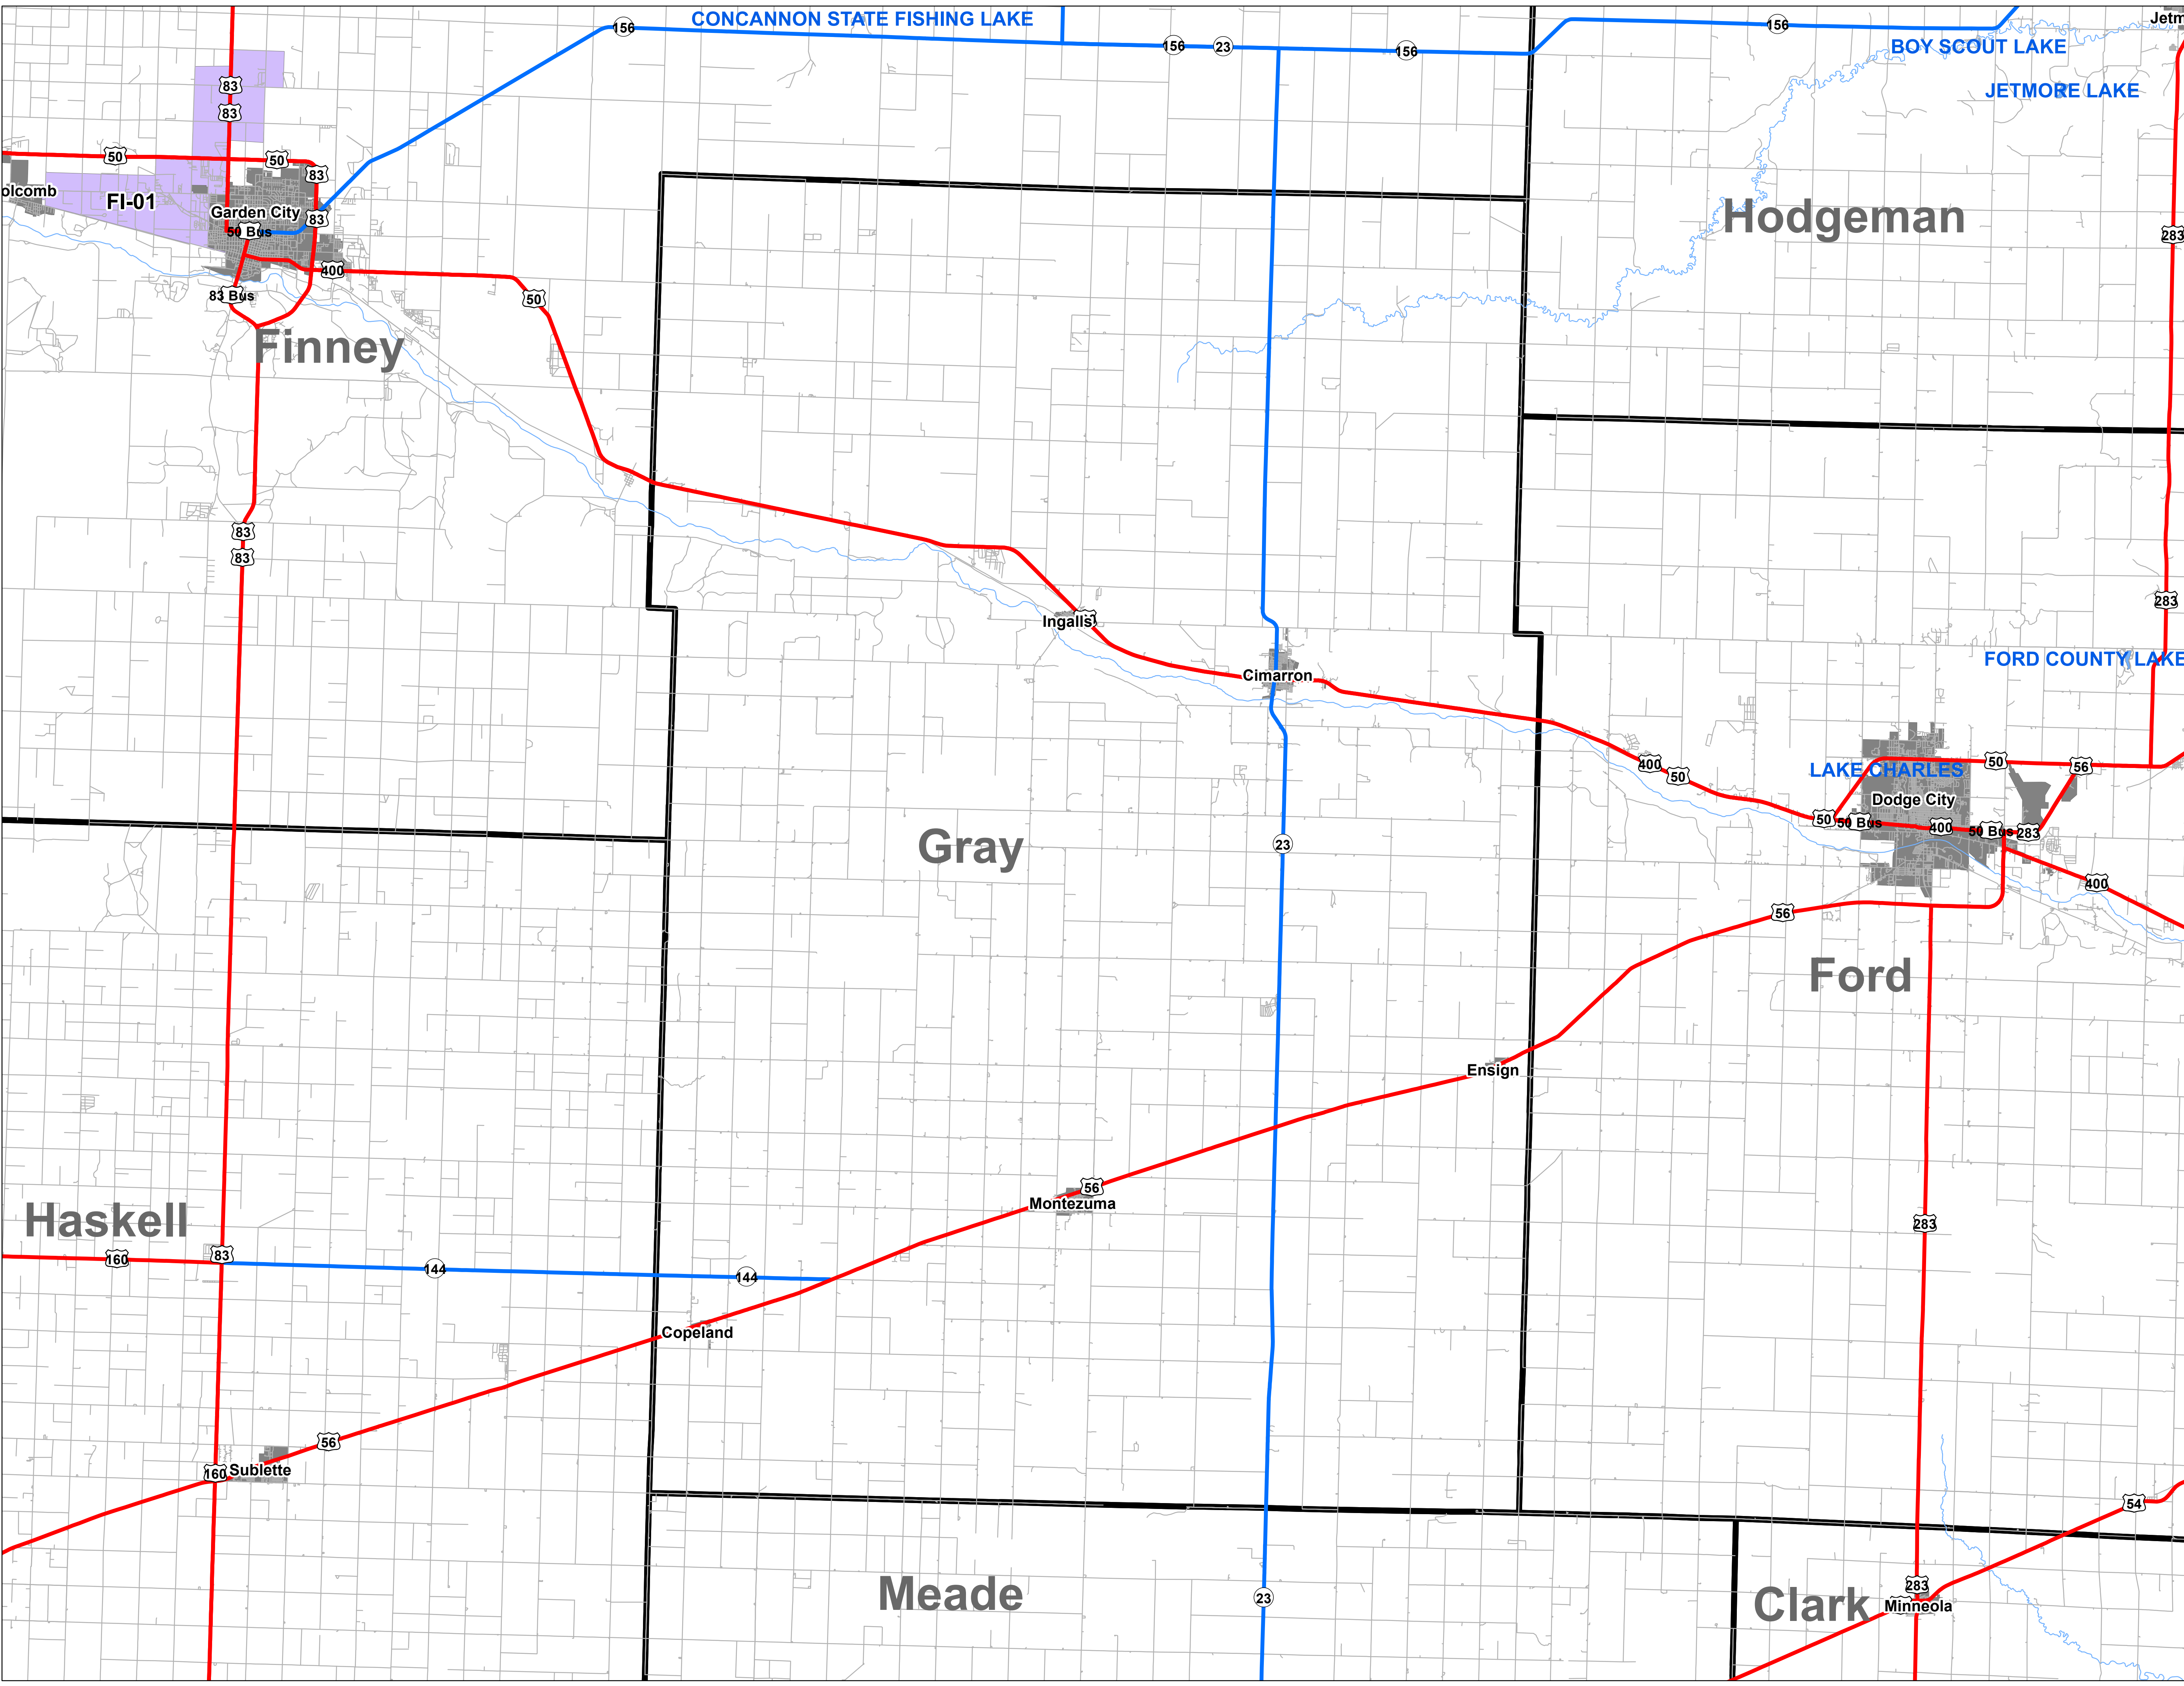 CONCANNON STATE FISHING LAKE
156
156
23
156
156
Jetm
BOY SCOUT LAKE
JETMORE LAKE
83
83
50
50
83
olcomb
FI-01
Garden City
83
50 Bus
Hodgeman
283
400
83 Bus
50
Finney
83
83
283
Ingalls
Cimarron
FORD COUNTY LAKE
400
50
LAKE CHARLES
50
56
Dodge City
50
50 Bus
400
50 Bus
283
Gray
23
400
56
Ford
Ensign
56
Montezuma
Haskell
160
83
144
144
283
Copeland
56
160
Sublette
54
Meade
23
Clark
283
Minneola